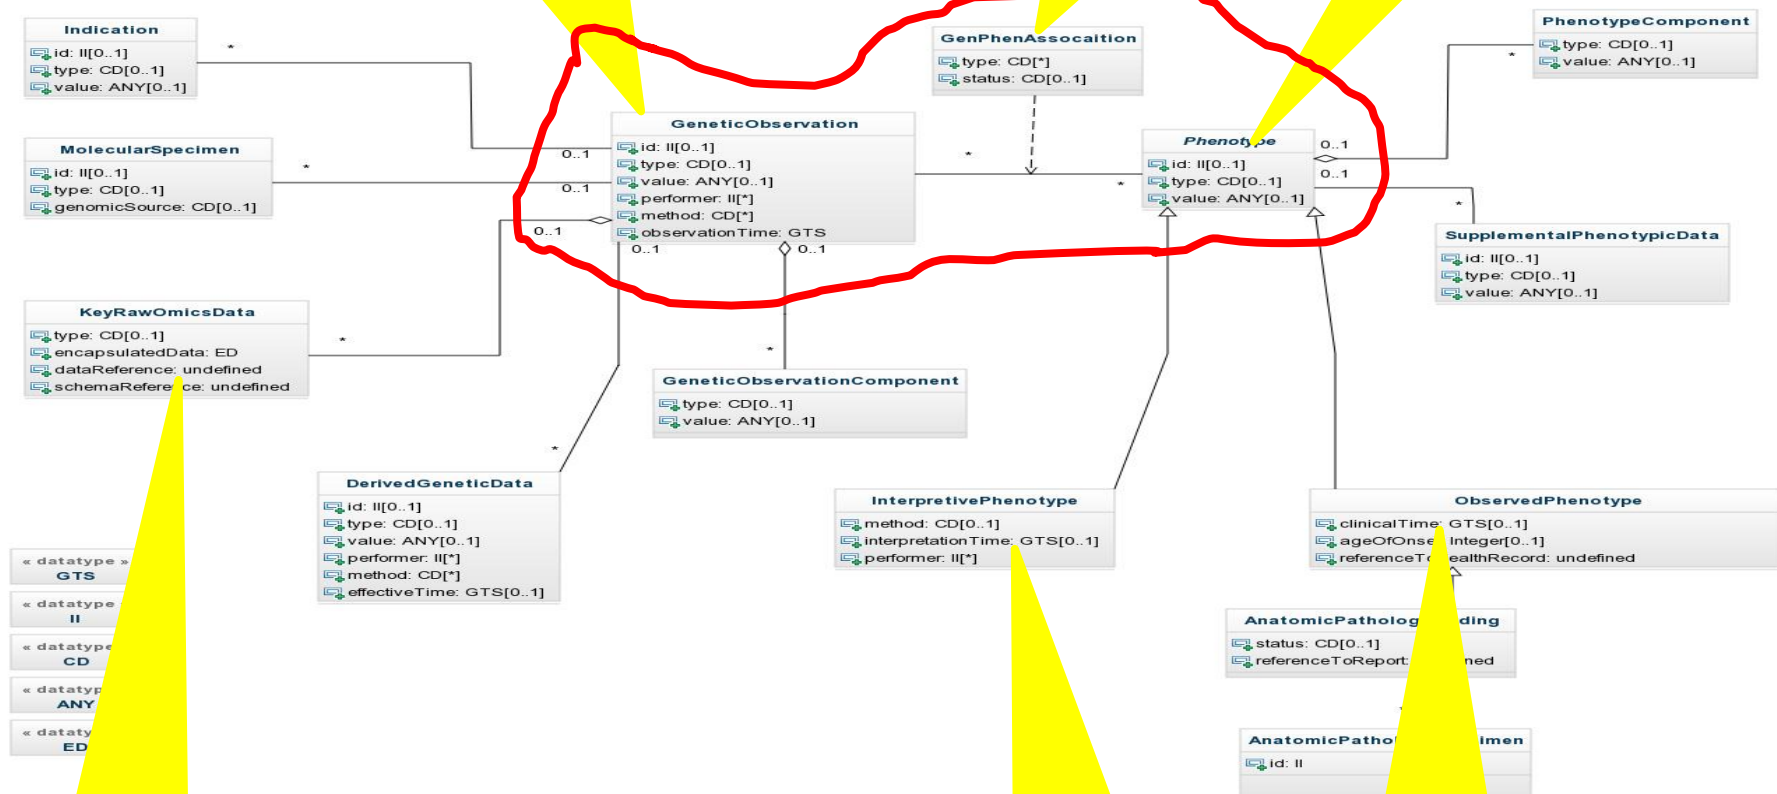 Indication
id: II[0..1]
type: CD[0..1]
value: ANY[0..1]
*
MolecularSpecimen
id: II[0..1]
type: CD[0..1]
genomicSource: CD[0..1]
*
KeyRawOmicsData
type: CD[0..1]
encapsulatedData: ED
dataReference: undefined
schemaReference: undefined
*
GeneticObservation
id: II[0..1]
type: CD[0..1]
value: ANY[0..1]
performer: II[*]
method: CD[*]
observationTime: GTS
0..1
0..1
0..1
0..1
0..1
*
*
GenPhenAssocaition
type: CD[*]
status: CD[0..1]
Phenotype
id: II[0..1]
type: CD[0..1]
value: ANY[0..1]
0..1
0..1
*
*
PhenotypeComponent
type: CD[0..1]
value: ANY[0..1]
SupplementalPhenotypicData
id: II[0..1]
type: CD[0..1]
value: ANY[0..1]
*
GeneticObservationComponent
type: CD[0..1]
value: ANY[0..1]
*
DerivedGeneticData
id: II[0..1]
type: CD[0..1]
value: ANY[0..1]
performer: II[*]
method: CD[*]
effectiveTime: GTS[0..1]
InterpretivePhenotype
method: CD[0..1]
interpretationTime: GTS[0..1]
performer: II[*]
ObservedPhenotype
clinicalTime: GTS[0..1]
Integer[0..1]
undefined
status: CD[0..1]
id: II
« datatype »
GTS
« datatype
II
« datatype
CD
ANY
ED